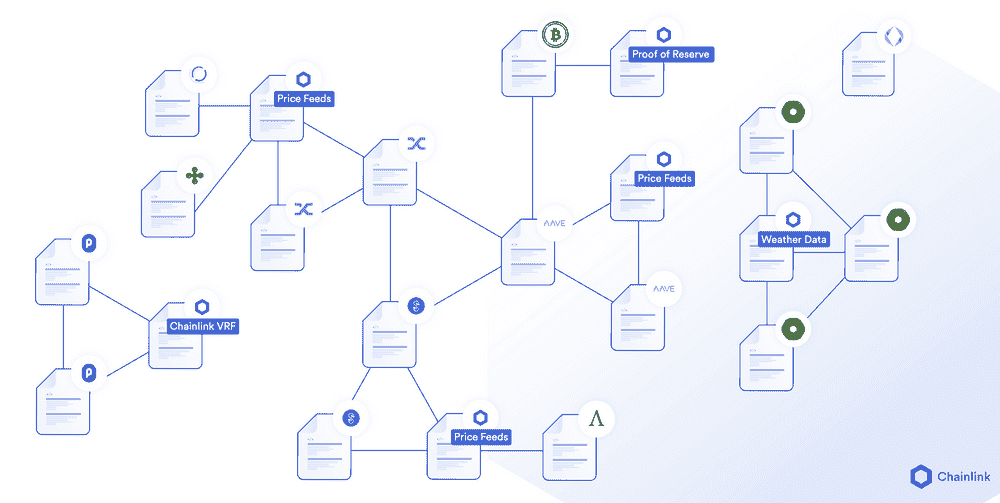 Proof of Reserve
Price Feeds
Price Feeds
AAVE
Weather Data
AAVE
Chainlink VRF
Price Feeds
Chainlink